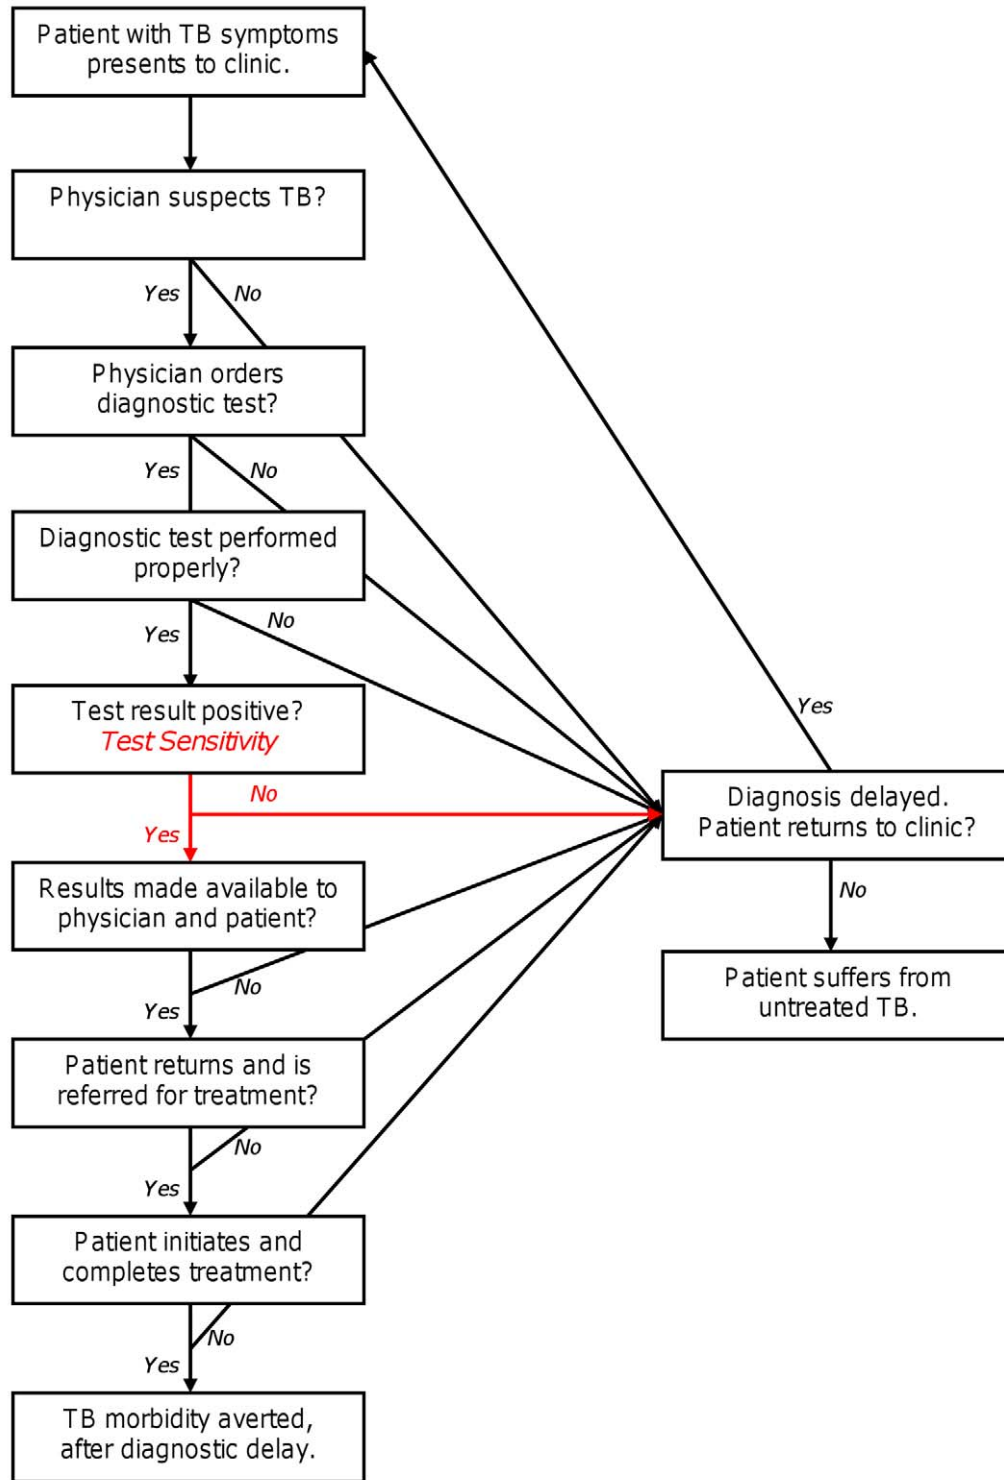 Patient with TB symptoms
presents to clinic.
Physician suspects TB?
Yes
No
Physician orders
diagnostic test?
Yes
No
Diagnostic test performed
properly?
Yes
No
Test result positive?
Test Sensitivity
No
Yes
Results made available to
physician and patient?
No
Yes
Patient returns and is
referred for treatment?
No
Yes
Patient initiates and
completes treatment?
No
Yes
TB morbidity averted,
after diagnostic delay.
Yes
Diagnosis delayed.
Patient returns to clinic?
No
Patient suffers from
untreated TB.